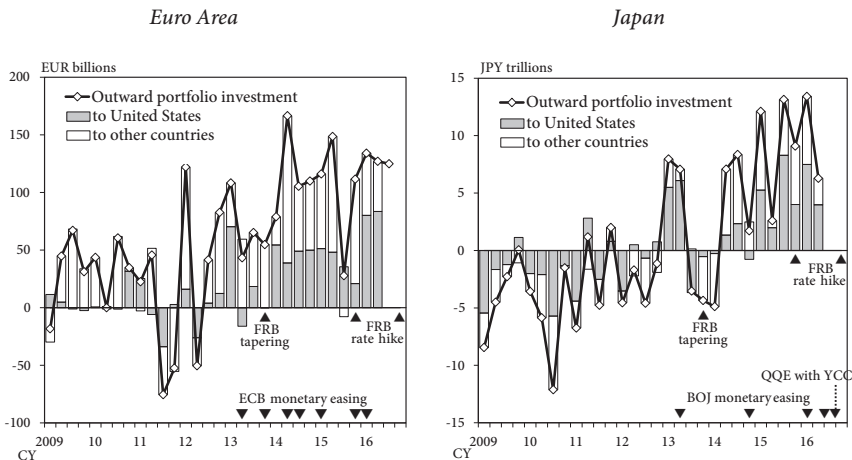 Euro Area
EUR billions
200
150
100
50
0
-50
-100
Outward portfolio investment
to United States
to other countries
FRB
tapering
FRB
rate hike
ECB monetary easing
2009 10 11 12 13 14 15 16
CY
Japan
JPY trillions
15
10
5
0
-5
-10
-15
Outward portfolio investment
to United States
to other countries
FRB
rate hike
FRB
tapering
QQE with YCC
BOJ monetary easing
2009 10 11 12 13 14 15 16
CY